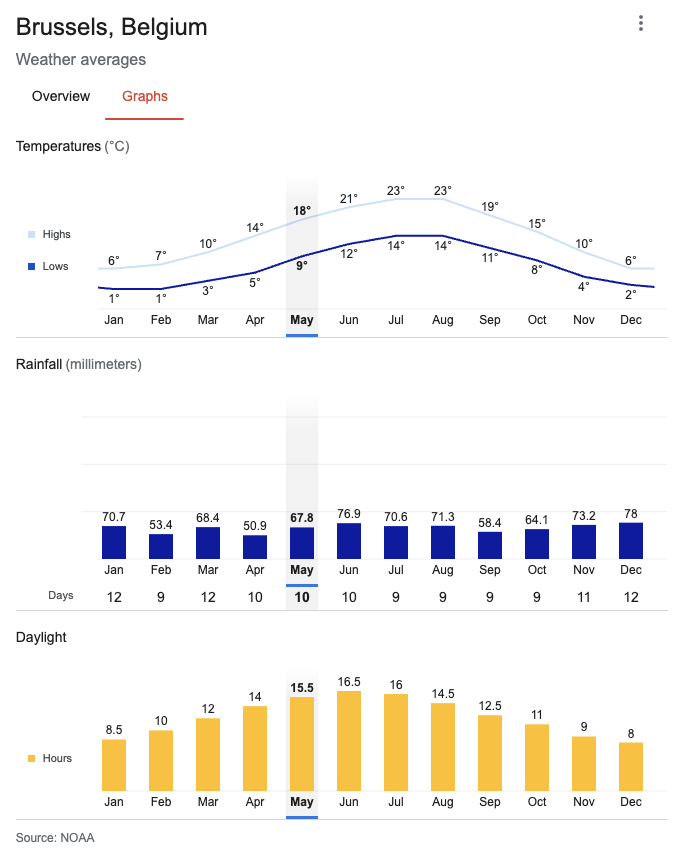 Brussels, Belgium
Weather averages
Overview Graphs
Temperatures (°C)
Highs
Lows
6° 7° 10° 14° 18° 21° 23° 23° 19° 15° 10° 6°
1° 1° 3° 5° 9° 12° 14° 14° 11° 8° 4° 2°
Jan Feb Mar Apr May Jun Jul Aug Sep Oct Nov Dec
Rainfall (millimeters)
70.7 53.4 68.4 50.9 67.8 76.9 70.6 71.3 58.4 64.1 73.2 78
Jan Feb Mar Apr May Jun Jul Aug Sep Oct Nov Dec
Days 12 9 12 10 10 10 9 9 9 9 11 12
Daylight
8.5 10 12 14 15.5 16.5 16 14.5 12.5 11 9 8
Hours
Jan Feb Mar Apr May Jun Jul Aug Sep Oct Nov Dec
Source: NOAA